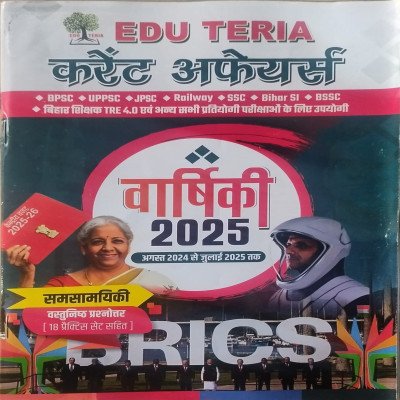 EDU TERIA
EDU TERIA
करेंट अफेयर्स
BPSC UPPSC JPSC Railway SSC Bihar SI BSSC
बिहार शिक्षक TRE 4.0 एवं अन्य सभी प्रतियोगी परीक्षाओं के लिए उपयोगी
वार्षिकी
2025
अगस्त 2024 से जुलाई 2025 तक
2025-26
समसामयिकी
वस्तुनिष्ठ प्रश्नोत्तर
[ 18 प्रैक्टिस सेट सहित ]
BRICS